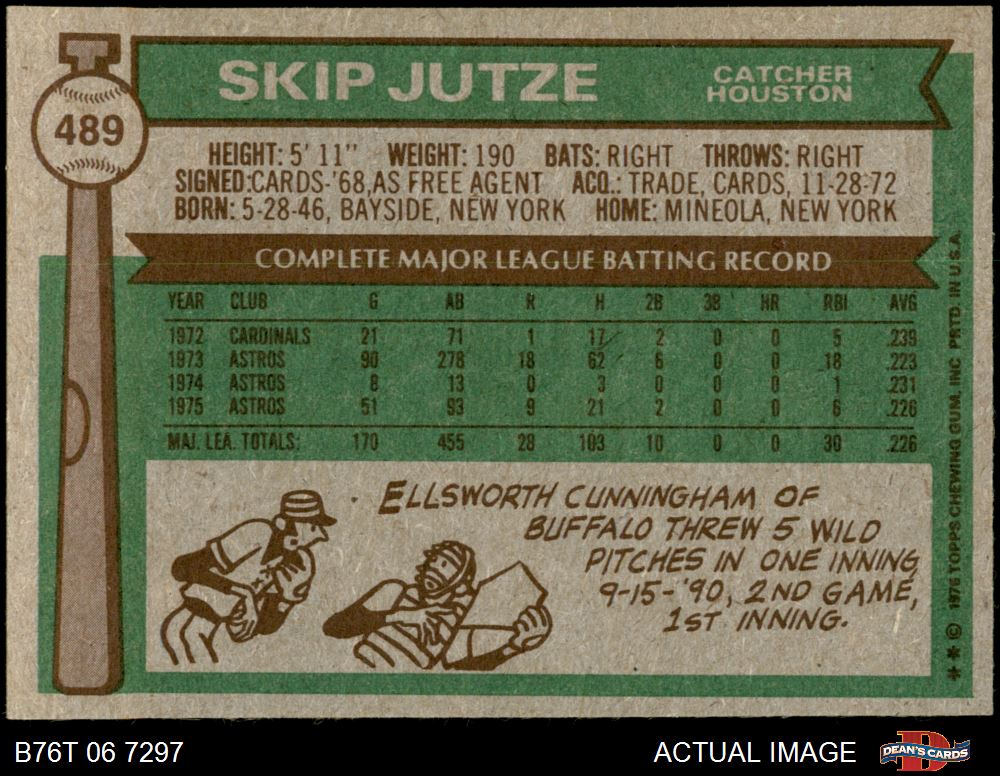 SKIP JUTZE
CATCHER
HOUSTON
489
HEIGHT: 5' 11" WEIGHT: 190 BATS: RIGHT THROWS: RIGHT
SIGNED:CARDS-'68,AS FREE AGENT ACQ.: TRADE, CARDS, 11-28-72
BORN: 5-28-46, BAYSIDE, NEW YORK HOME: MINEOLA, NEW YORK
COMPLETE MAJOR LEAGUE BATTING RECORD
YEAR CLUB G AB R H 2B 3B HR RBI AVG
1972 CARDINALS 21 71 1 17 2 0 0 5 .239
1973 ASTROS 90 278 18 62 6 0 0 18 .223
1974 ASTROS 8 13 0 3 0 0 0 1 .231
1975 ASTROS 51 93 9 21 2 0 0 6 .226
MAJ. LEA. TOTALS: 170 455 28 103 10 0 0 30 .226
ELLSWORTH CUNNINGHAM OF
BUFFALO THREW 5 WILD
PITCHES IN ONE INNING,
9-15-'90, 2ND GAME,
1ST INNING.
** © 1976 TOPPS CHEWING GUM, INC PRTD. IN U.S.A.
B76T 06 7297
ACTUAL IMAGE
DEAN'S CARDS